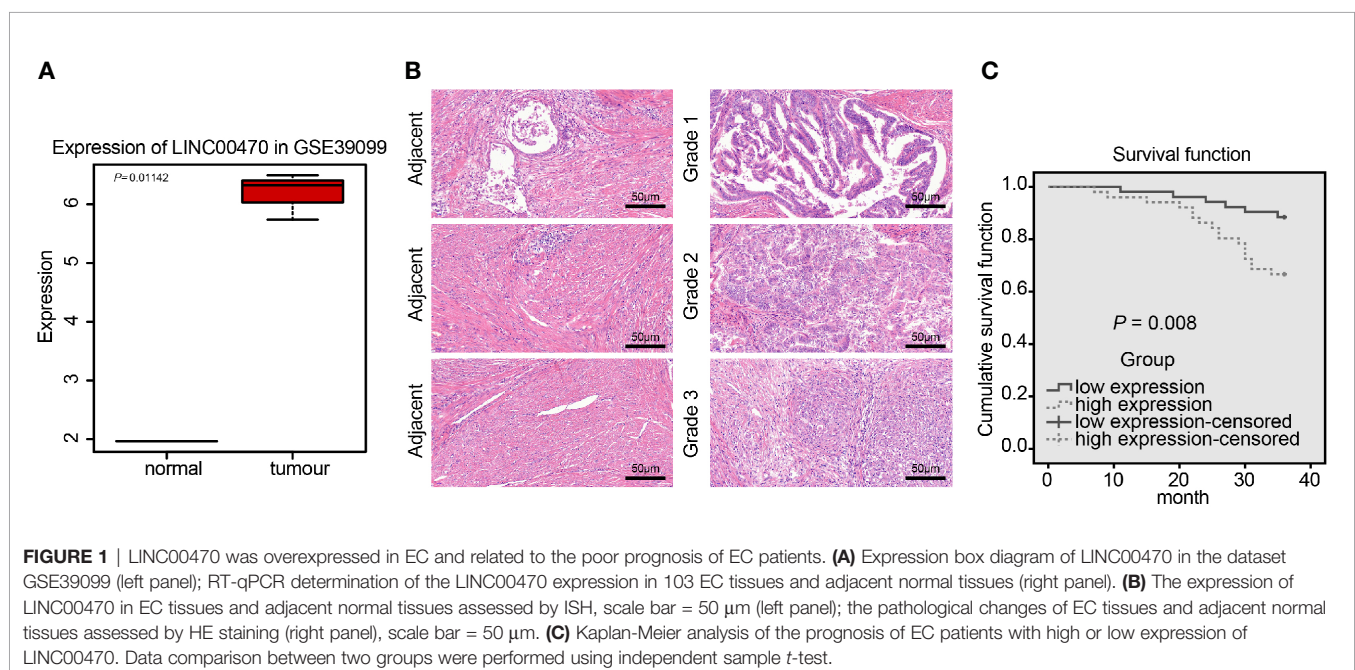 A
Expression of LINC00470 in GSE39099
P=0.01142
Expression
6
5
4
3
2
normal
tumour
B
Adjacent
50μm
Grade 1
50μm
Adjacent
50μm
Grade 2
50μm
Adjacent
50μm
Grade 3
50μm
C
Survival function
Cumulative survival function
1.0
0.8
0.6
0.4
0.2
0.0
P = 0.008
Group
low expression
high expression
low expression-censored
high expression-censored
0
10
20
30
40
month
FIGURE 1 | LINC00470 was overexpressed in EC and related to the poor prognosis of EC patients. (A) Expression box diagram of LINC00470 in the dataset
GSE39099 (left panel); RT-qPCR determination of the LINC00470 expression in 103 EC tissues and adjacent normal tissues (right panel). (B) The expression of
LINC00470 in EC tissues and adjacent normal tissues assessed by ISH, scale bar = 50 μm (left panel); the pathological changes of EC tissues and adjacent normal
tissues assessed by HE staining (right panel), scale bar = 50 μm. (C) Kaplan-Meier analysis of the prognosis of EC patients with high or low expression of
LINC00470. Data comparison between two groups were performed using independent sample t-test.